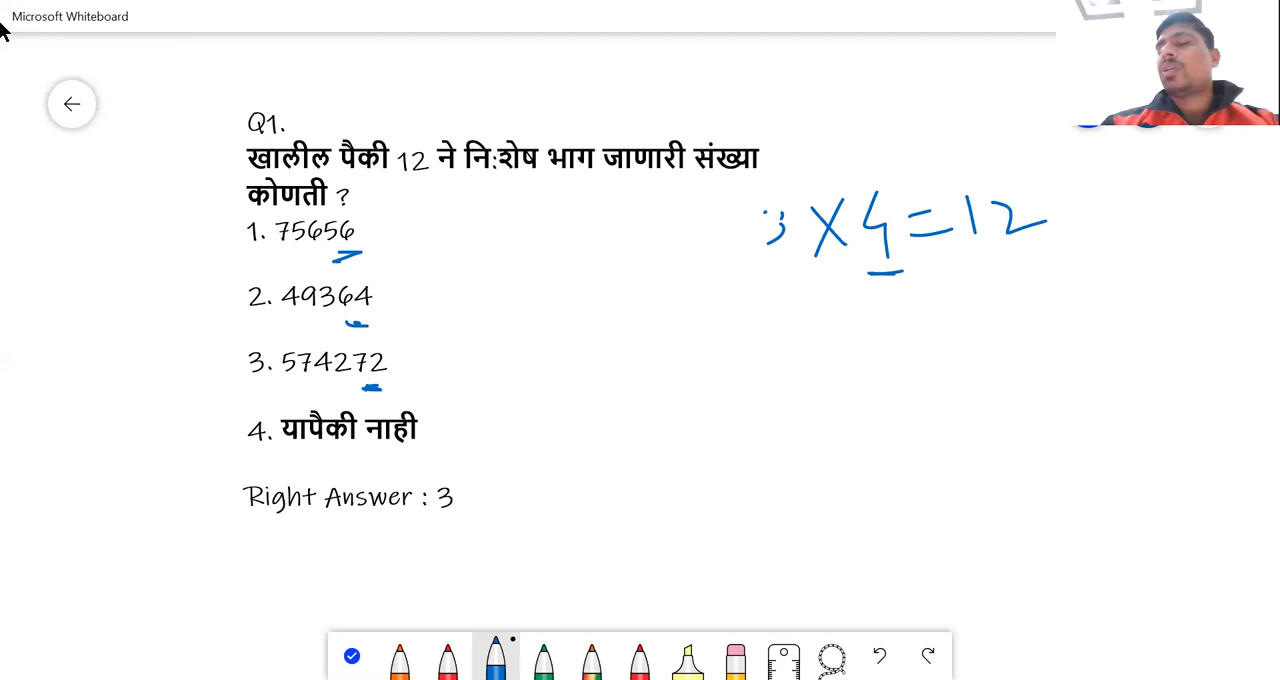 Microsoft Whiteboard
Q1.
खालील पैकी 12 ने नि:शेष भाग जाणारी संख्या
कोणती ?
1. 75656
3 X 4 = 12
2. 49364
3. 574272
4. यापैकी नाही
Right Answer : 3